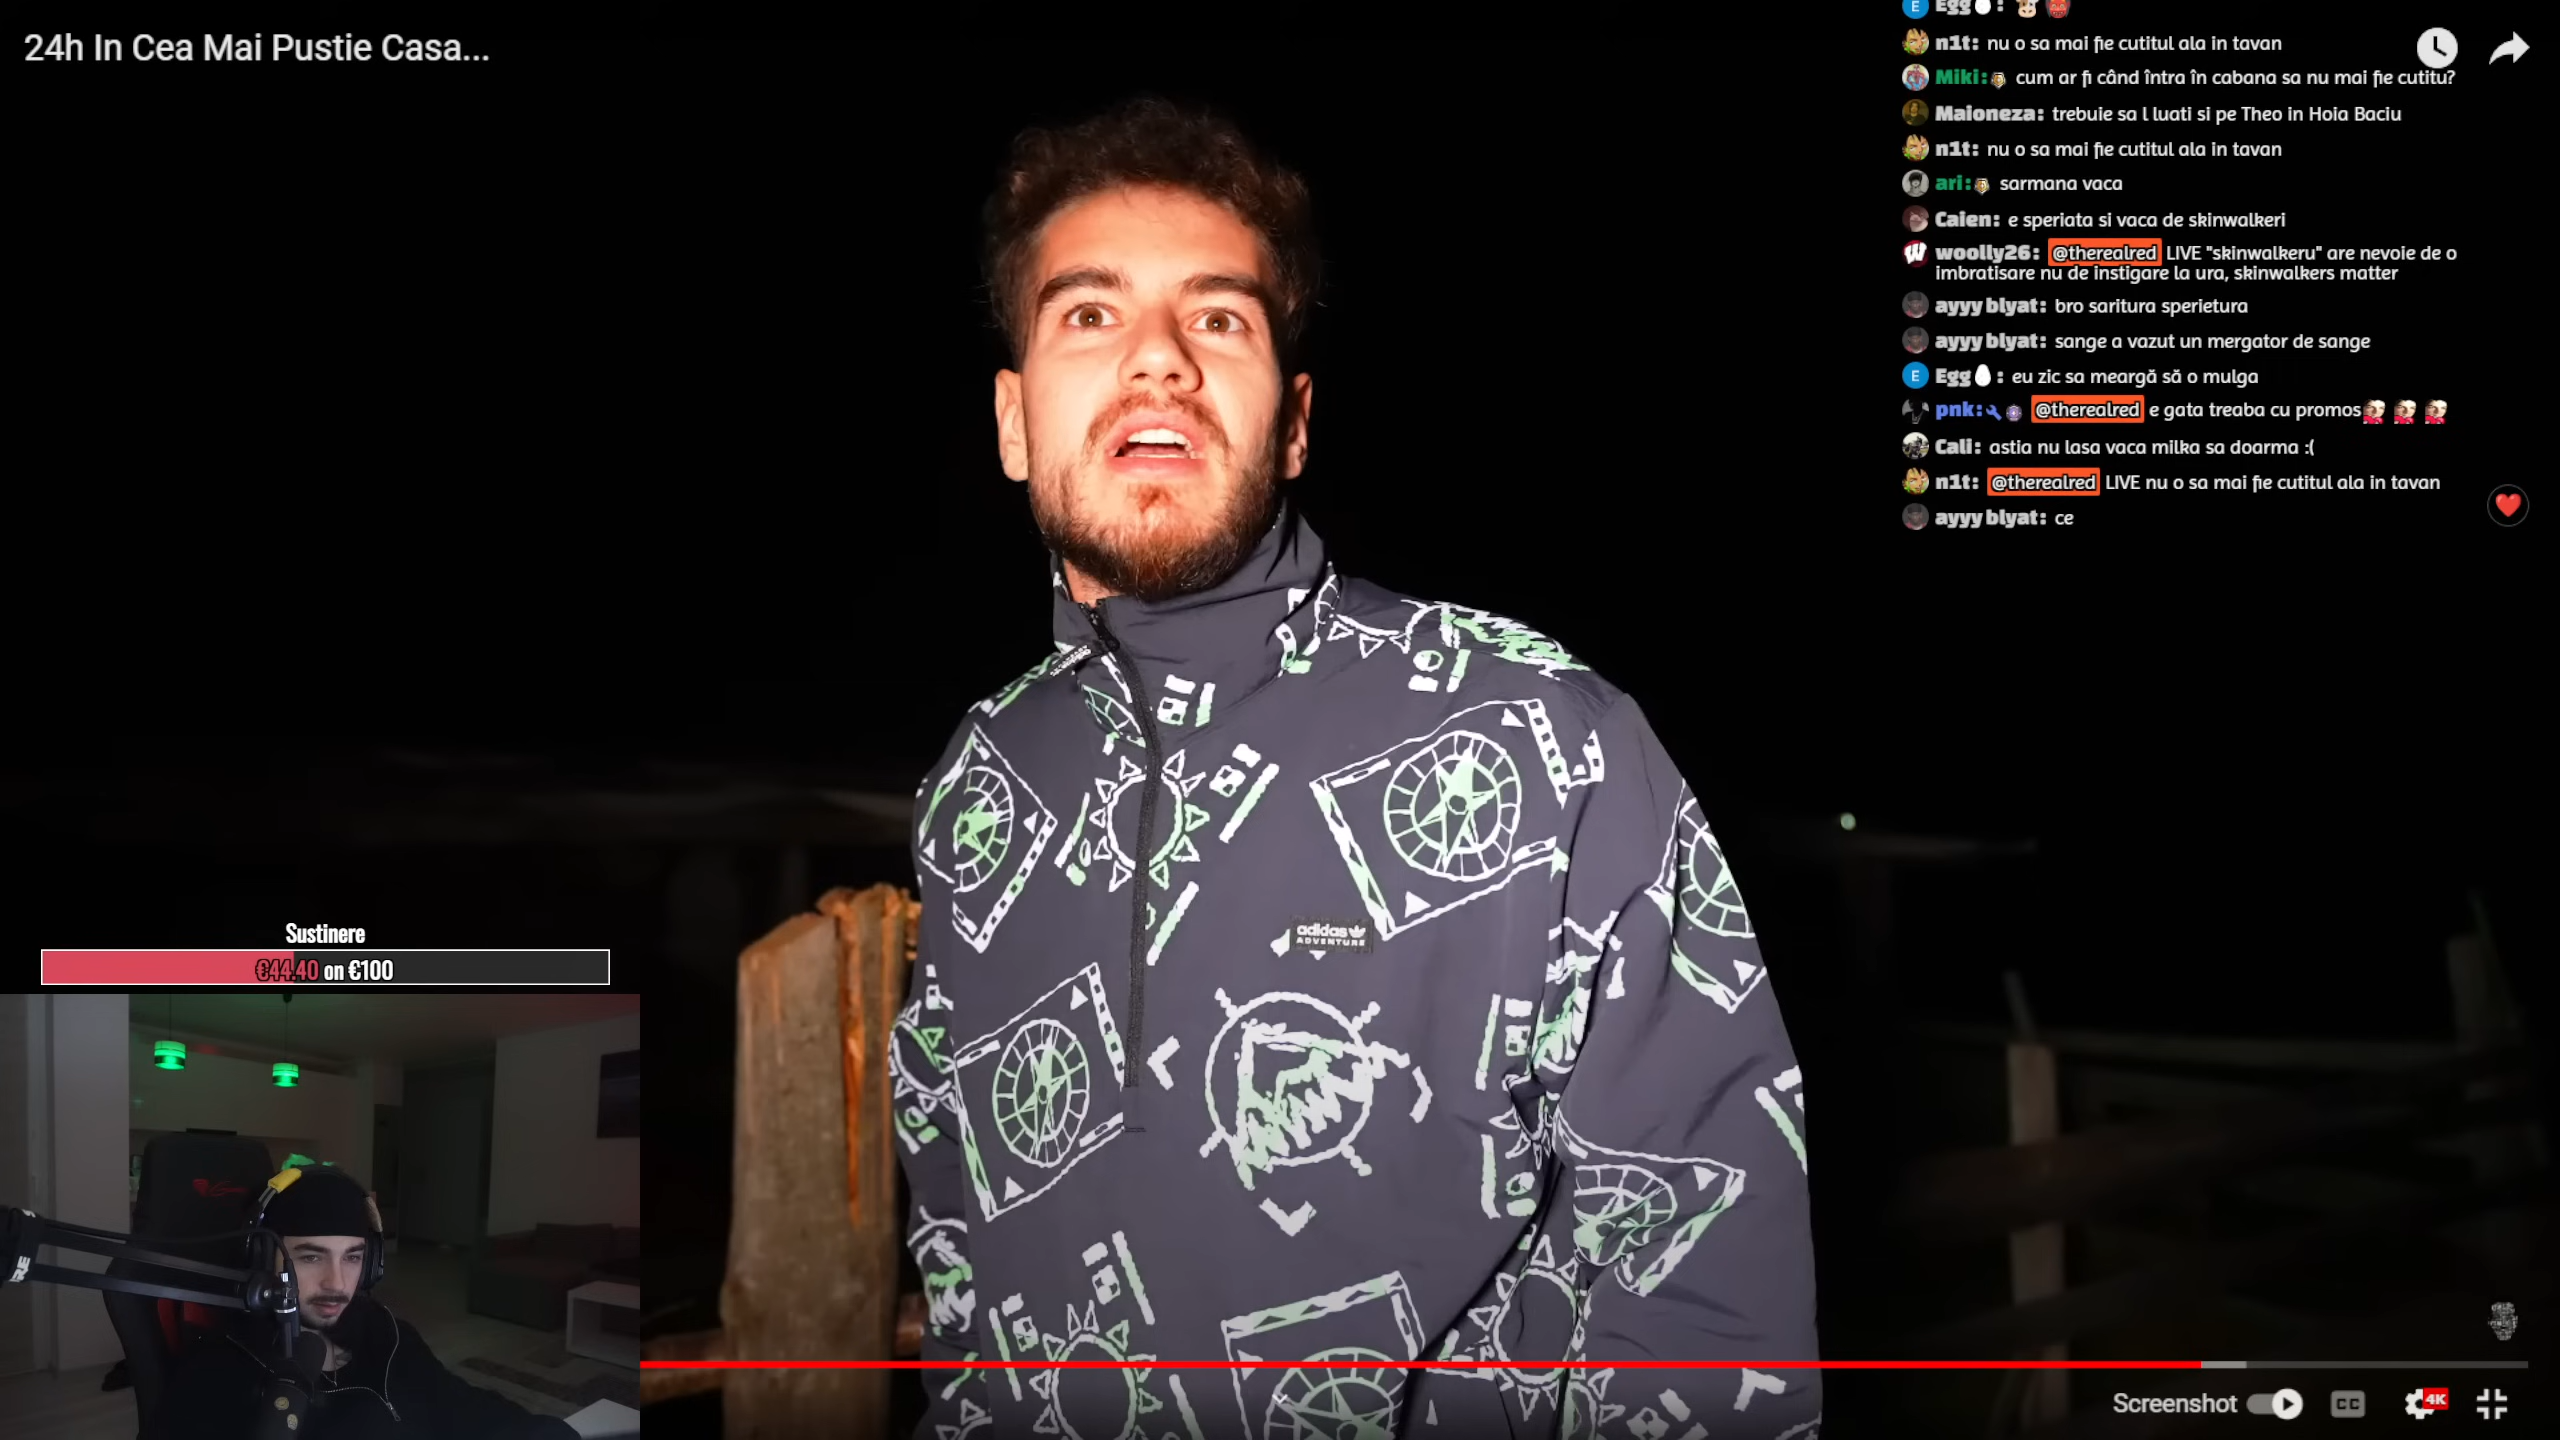 24h In Cea Mai Pustie Casa...
Egg:
n1t: nu o sa mai fie cutitul ala in tavan
Miki: cum ar fi când întra în cabana sa nu mai fie cutitu?
Maioneza: trebuie sa l luati si pe Theo in Hoia Baciu
n1t: nu o sa mai fie cutitul ala in tavan
ari: sarmana vaca
Caien: e speriata si vaca de skinwalkeri
woolly26: @therealred LIVE "skinwalkeru" are nevoie de o
imbratisare nu de instigare la ura, skinwalkers matter
ayyy blyat: bro saritura sperietura
ayyy blyat: sange a vazut un mergator de sange
E Egg: eu zic sa meargă să o mulga
pnk: @therealred e gata treaba cu promos
Cali: astia nu lasa vaca milka sa doarma :(
n1t: @therealred LIVE nu o sa mai fie cutitul ala in tavan
ayyy blyat: ce
adidas
ADVENTURE
Sustinere
€44.40 on €100
Screenshot
CC
4K